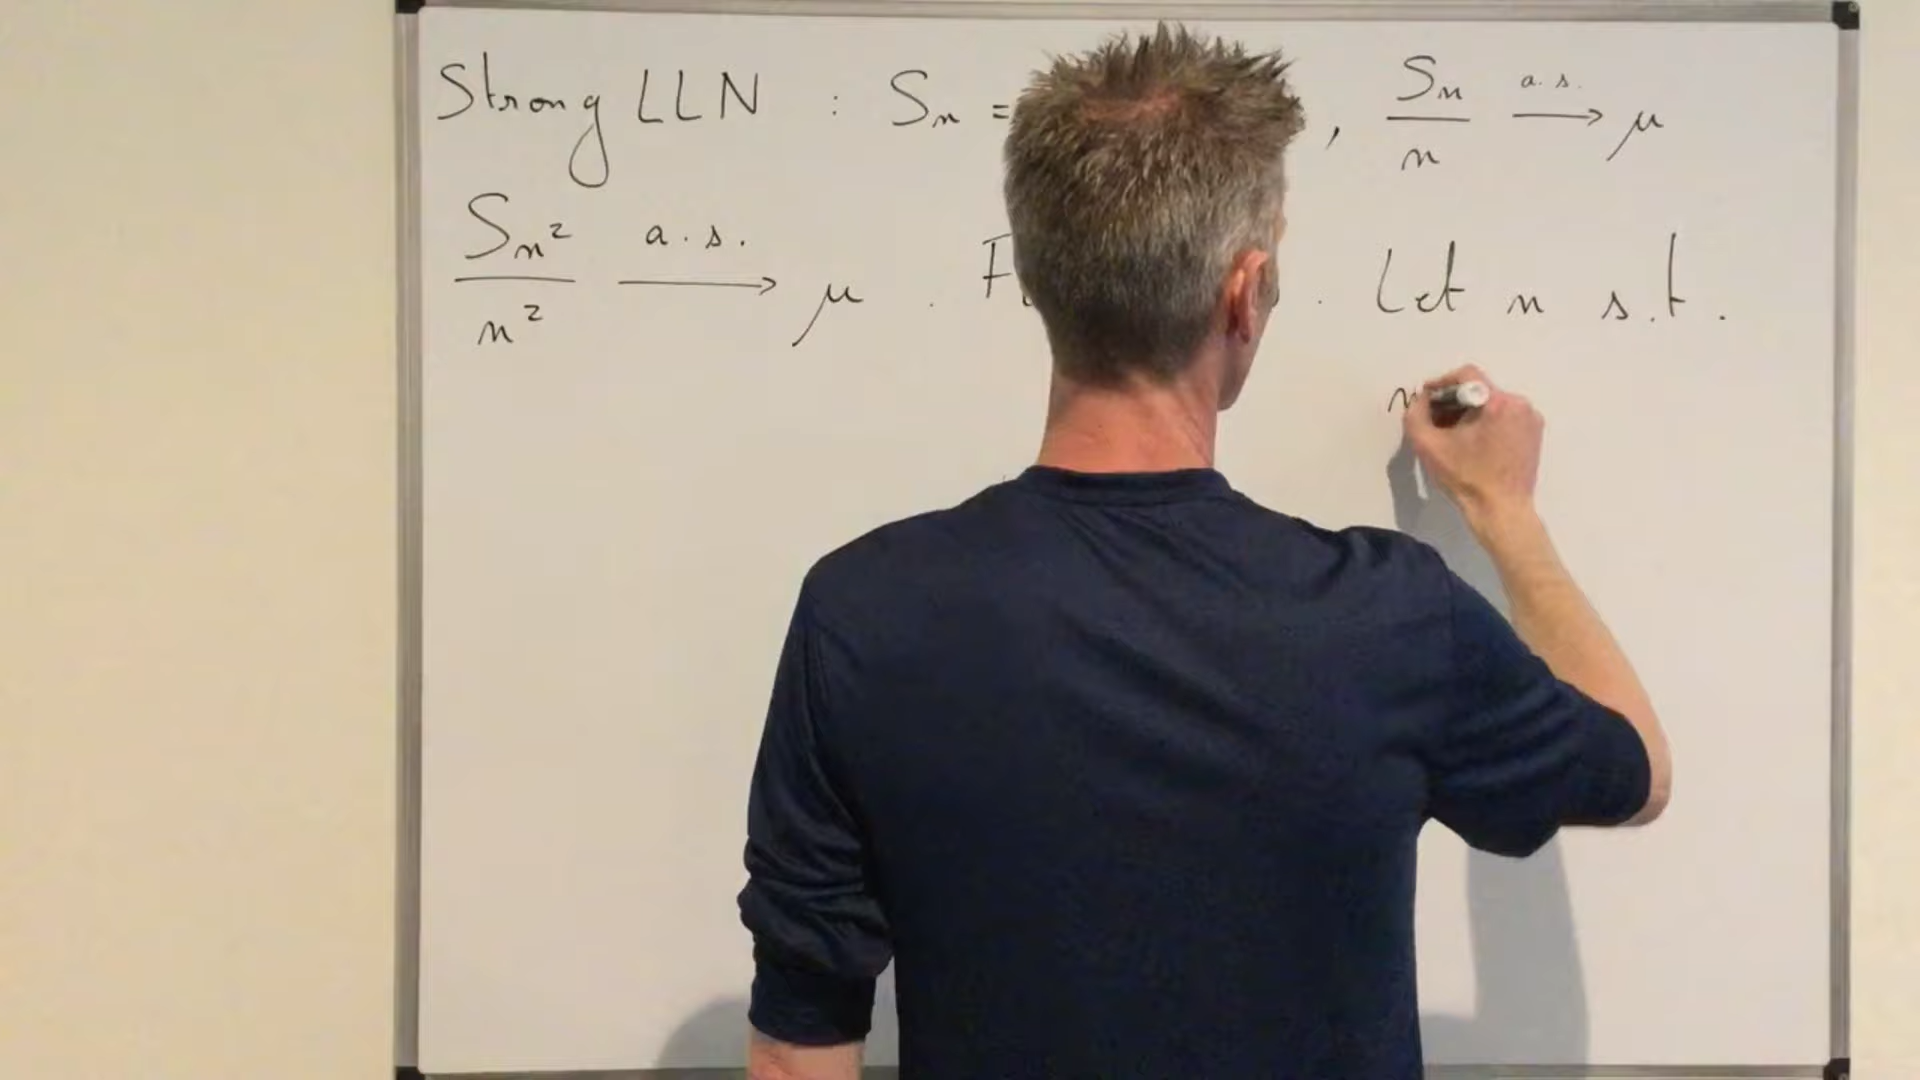 Strong LLN : Sₙ = , Sₙ/n a.s.→ μ
Sₙ²/n² a.s.→ μ . . Let n s.t.
n